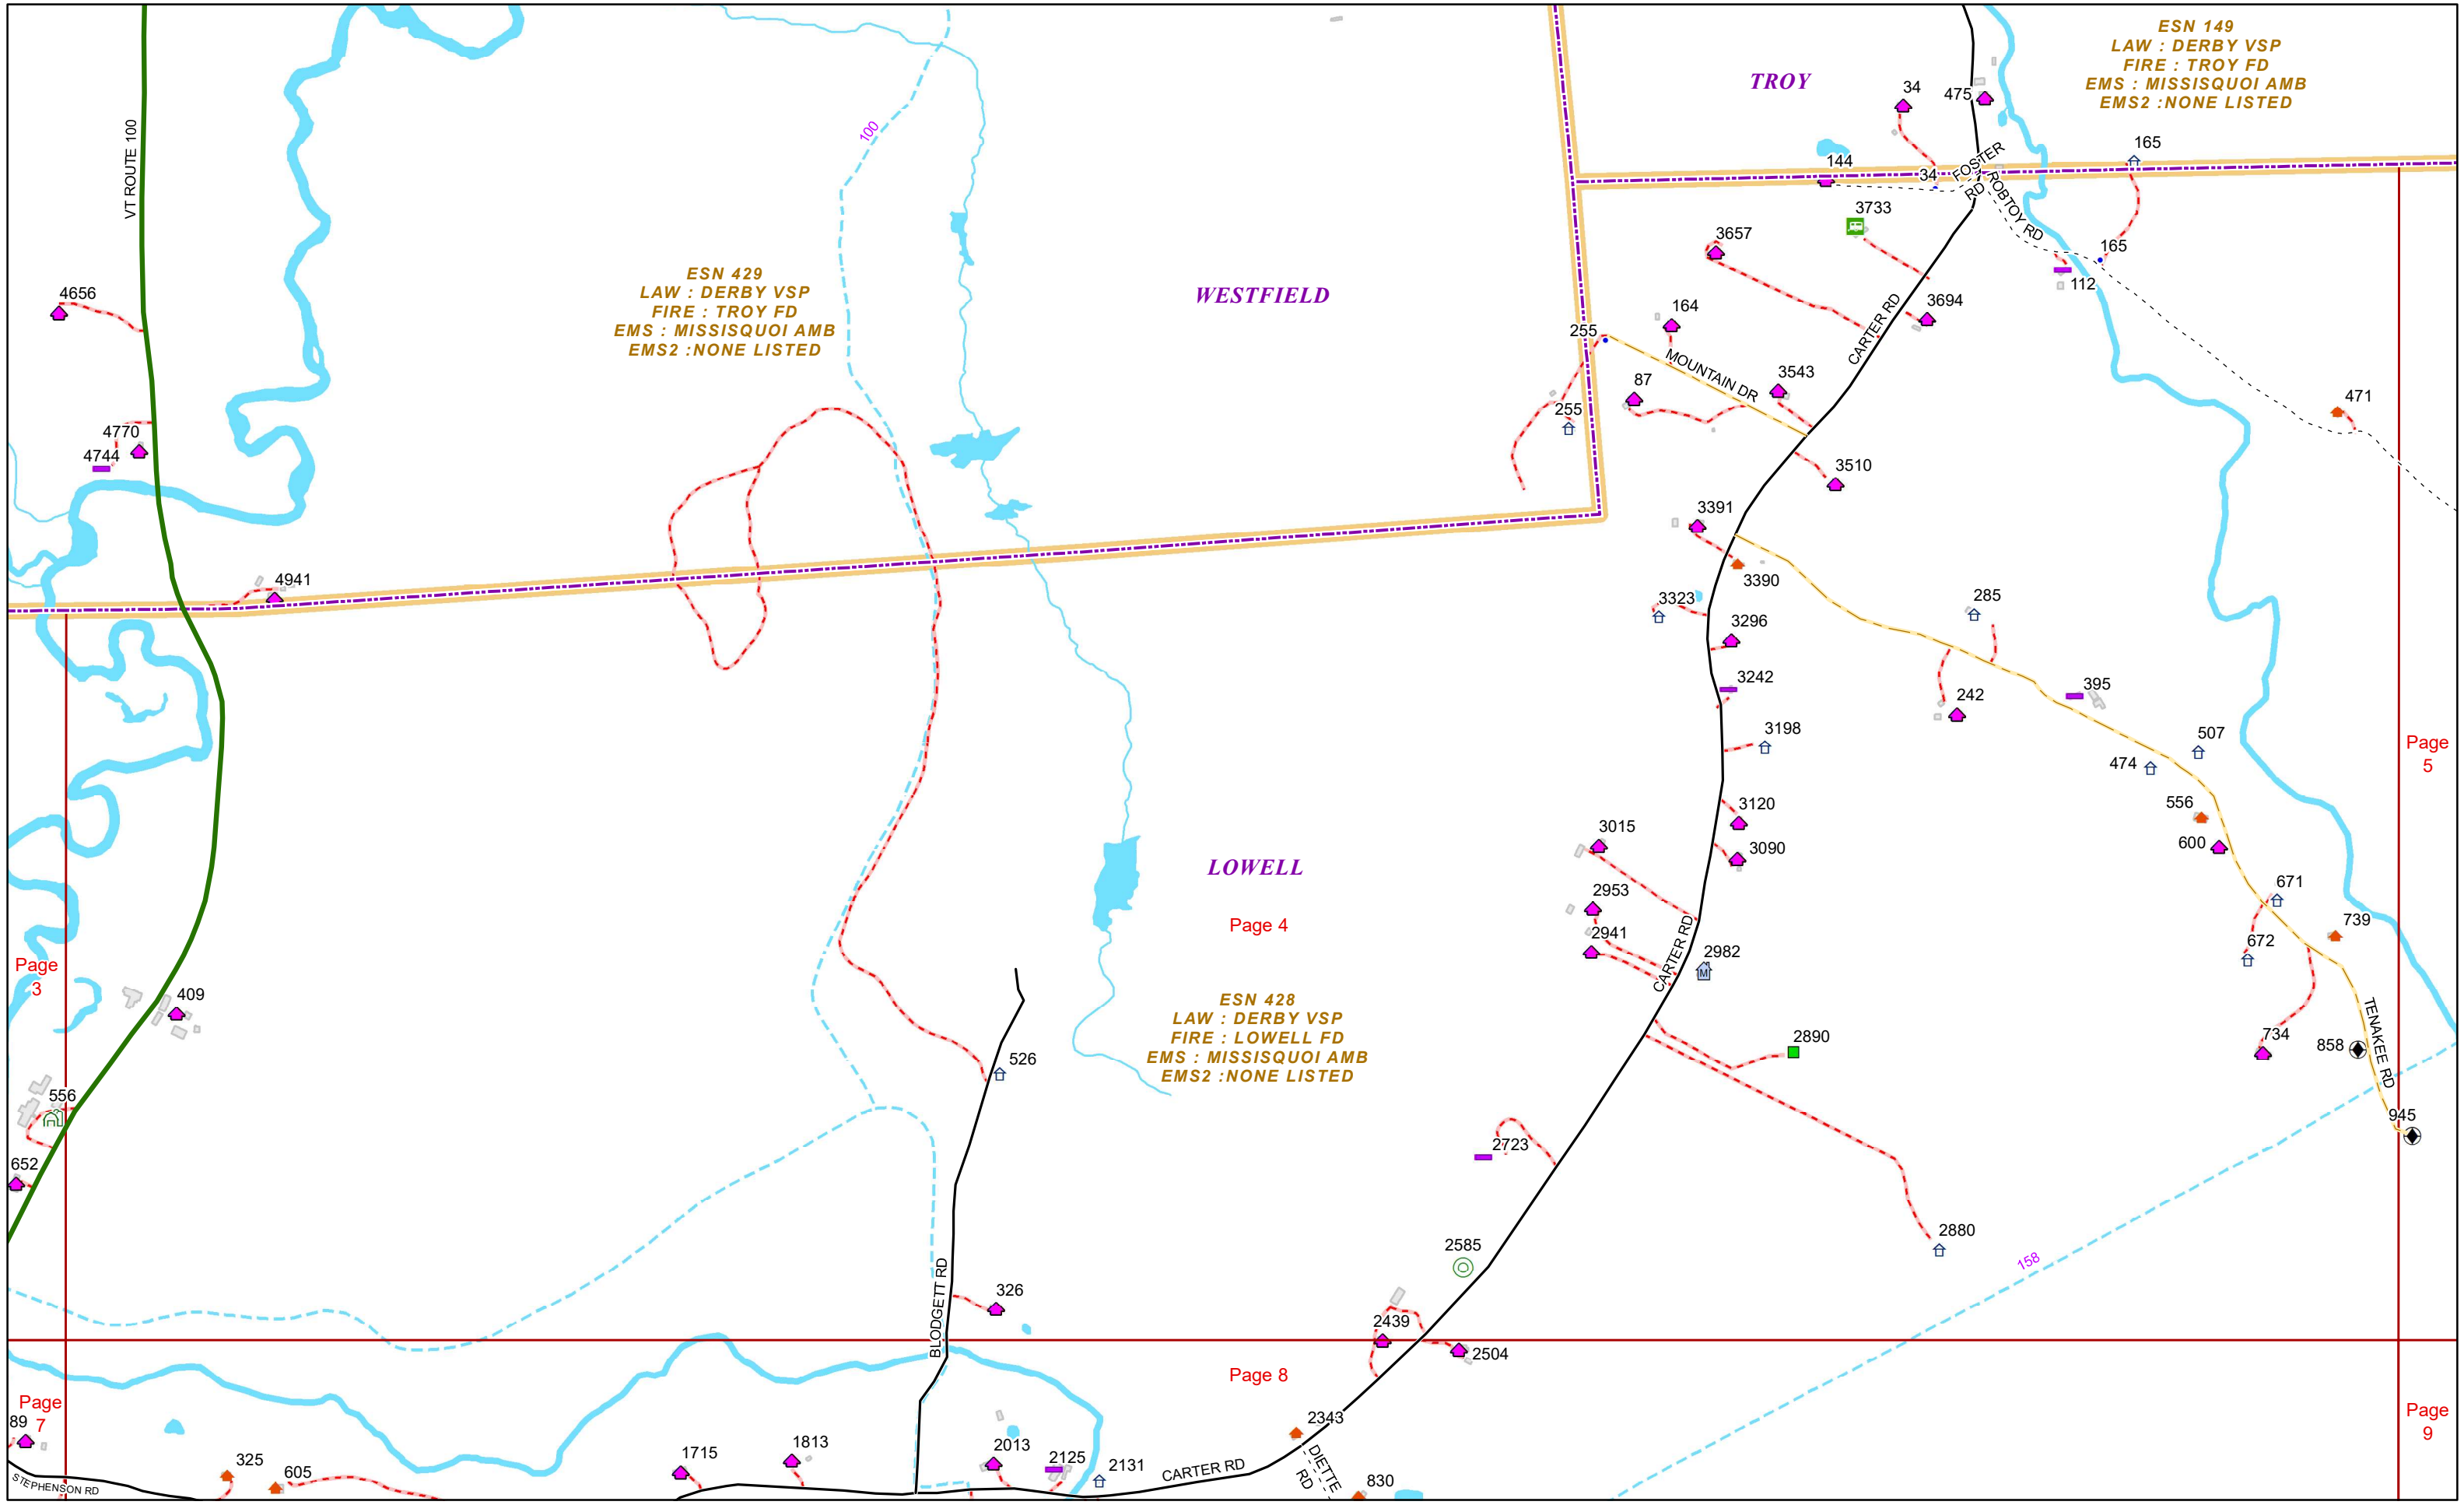 ESN 149
LAW : DERBY VSP
FIRE : TROY FD
EMS : MISSISQUOI AMB
EMS2 :NONE LISTED
TROY
34
475
VT ROUTE 100
100
144
34
FOSTER
RD
ROBTOY RD
165
3733
3657
165
112
ESN 429
LAW : DERBY VSP
FIRE : TROY FD
EMS : MISSISQUOI AMB
EMS2 :NONE LISTED
WESTFIELD
4656
164
3694
CARTER RD
255
MOUNTAIN DR
87
3543
255
471
4770
4744
3510
3391
3390
4941
3323
3296
285
3242
242
395
3198
507
474
Page
5
3120
556
3015
3090
600
LOWELL
Page 4
2953
2941
CARTER RD
2982
671
672
739
Page
3
409
ESN 428
LAW : DERBY VSP
FIRE : LOWELL FD
EMS : MISSISQUOI AMB
EMS2 :NONE LISTED
526
2890
734
858
TENAKEE RD
556
945
652
2723
2880
2585
158
326
BLODGETT RD
2439
2504
Page 8
Page
7
Page
9
89
2343
325
605
1715
1813
2013
2125
2131
CARTER RD
DIETTE
RD
830
STEPHENSON RD